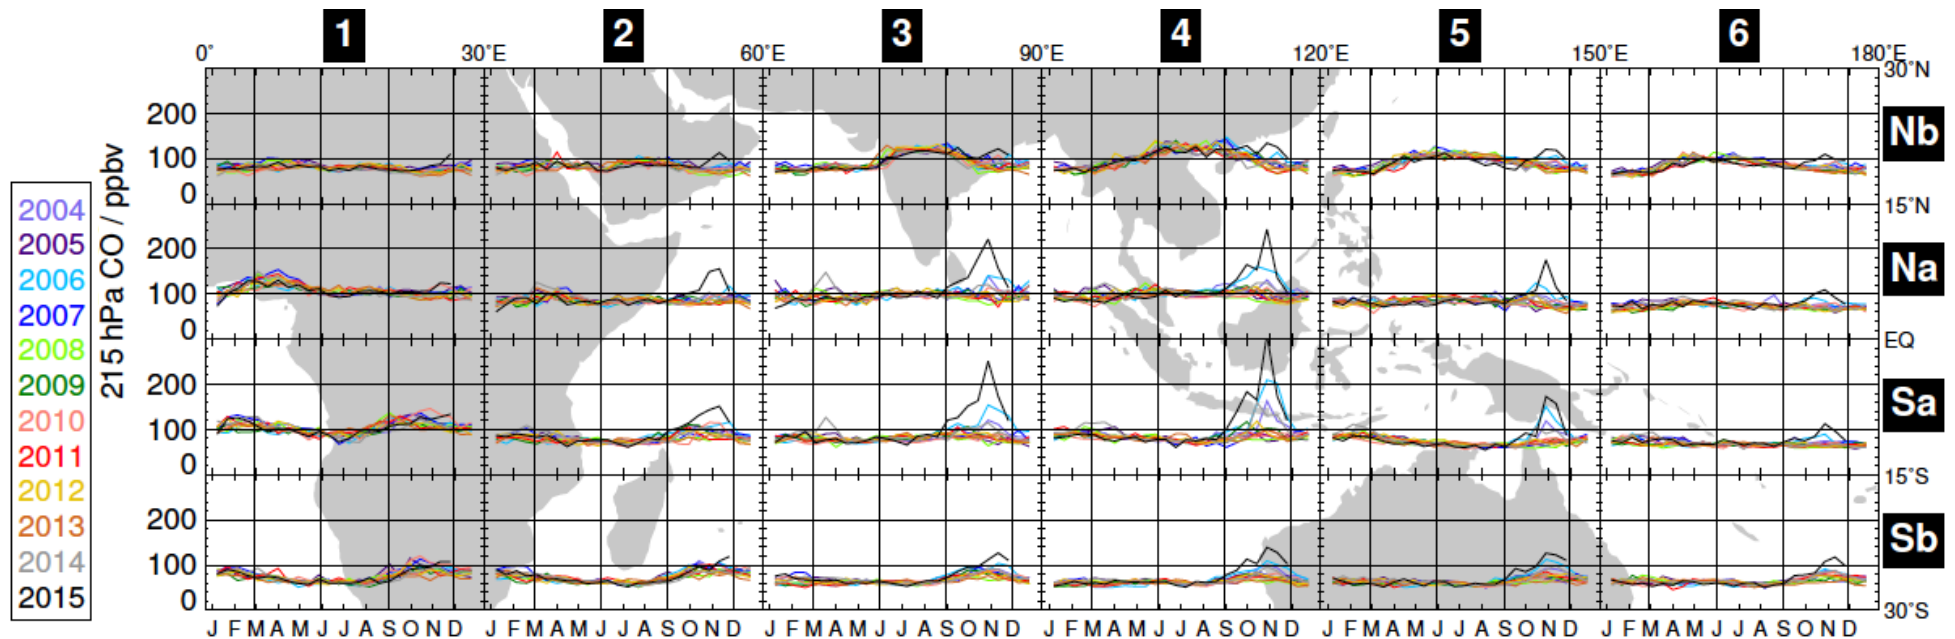 1 2 3 4 5 6
0° 30°E 60°E 90°E 120°E 150°E 180°E
30°N
200
100
0
Nb
15°N
200
100
0
Na
EQ
200
100
0
Sa
15°S
200
100
0
Sb
30°S
215 hPa CO / ppbv
2004
2005
2006
2007
2008
2009
2010
2011
2012
2013
2014
2015
J F M A M J J A S O N D J F M A M J J A S O N D J F M A M J J A S O N D J F M A M J J A S O N D J F M A M J J A S O N D J F M A M J J A S O N D